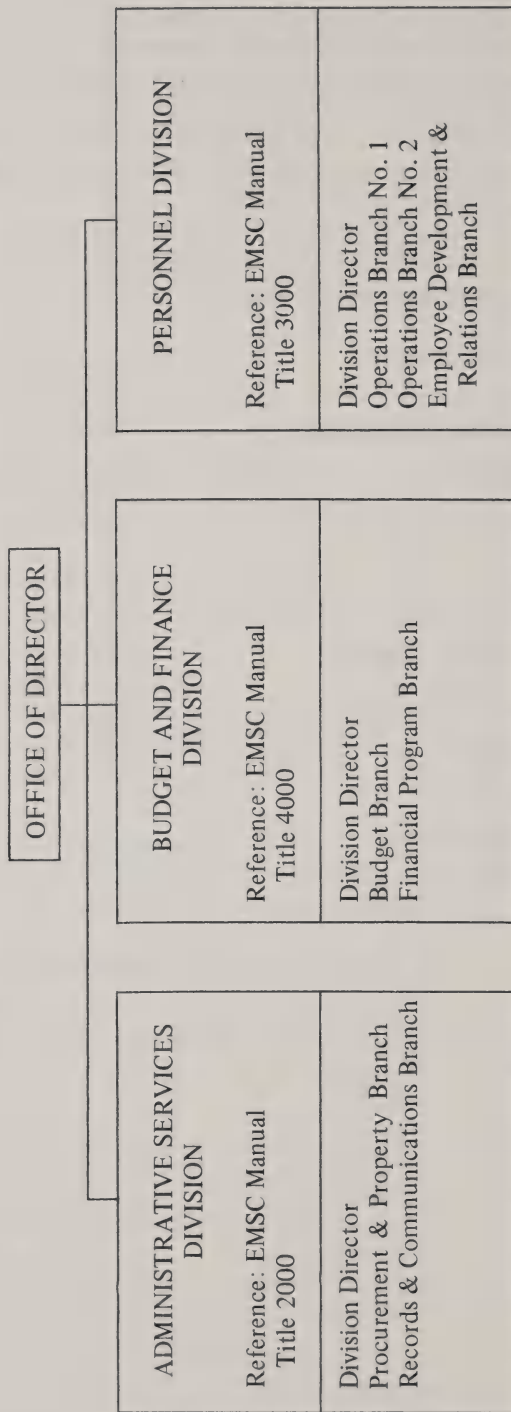 OFFICE OF DIRECTOR
ADMINISTRATIVE SERVICES
DIVISION
Reference: EMSC Manual
Title 2000
Division Director
Procurement & Property Branch
Records & Communications Branch
BUDGET AND FINANCE
DIVISION
Reference: EMSC Manual
Title 4000
Division Director
Budget Branch
Financial Program Branch
PERSONNEL DIVISION
Reference: EMSC Manual
Title 3000
Division Director
Operations Branch No. 1
Operations Branch No. 2
Employee Development &
Relations Branch